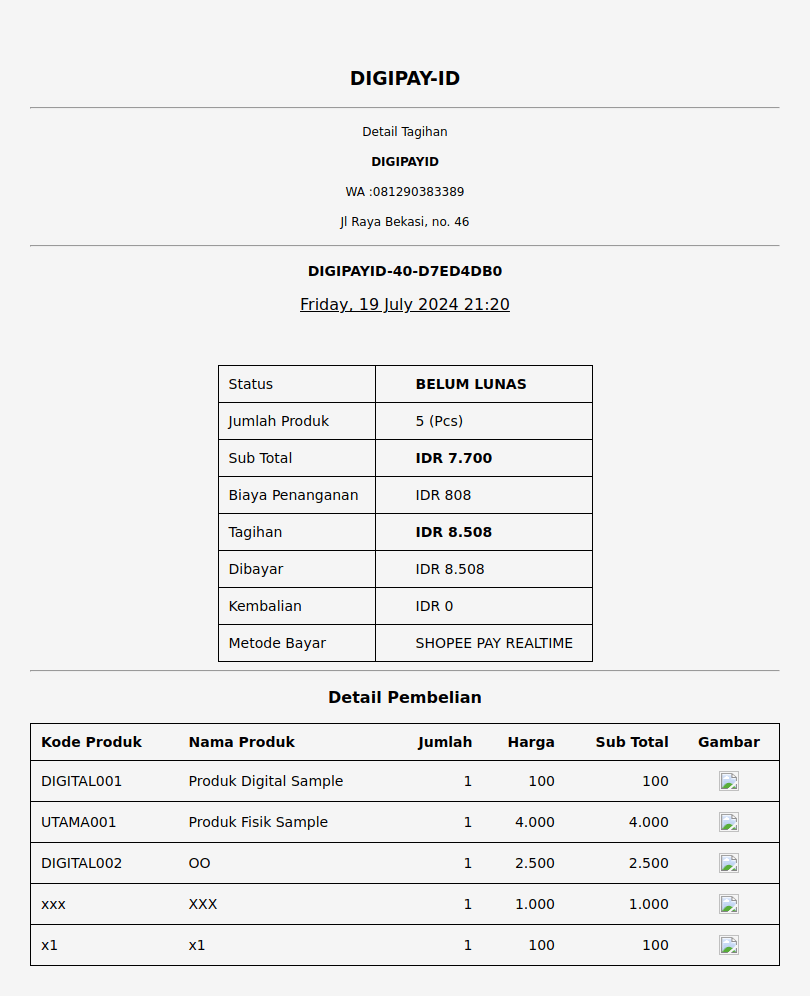 DIGIPAY-ID
Detail Tagihan
DIGIPAYID
WA :081290383389
Jl Raya Bekasi, no. 46
DIGIPAYID-40-D7ED4DB0
Friday, 19 July 2024 21:20
Status BELUM LUNAS
Jumlah Produk 5 (Pcs)
Sub Total IDR 7.700
Biaya Penanganan IDR 808
Tagihan IDR 8.508
Dibayar IDR 8.508
Kembalian IDR 0
Metode Bayar SHOPEE PAY REALTIME
Detail Pembelian
Kode Produk Nama Produk Jumlah Harga Sub Total Gambar
DIGITAL001 Produk Digital Sample 1 100 100
UTAMA001 Produk Fisik Sample 1 4.000 4.000
DIGITAL002 OO 1 2.500 2.500
xxx XXX 1 1.000 1.000
x1 x1 1 100 100